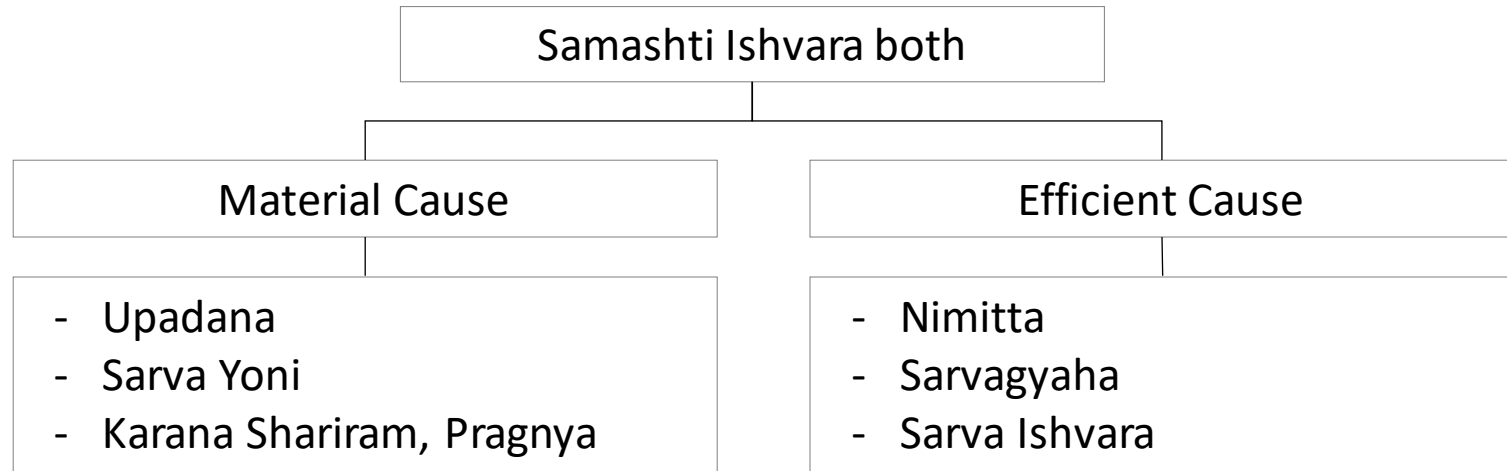 Samashti Ishvara both
Material Cause
Efficient Cause
- Upadana
- Sarva Yoni
- Karana Shariram, Pragnya
- Nimitta
- Sarvagyaha
- Sarva Ishvara